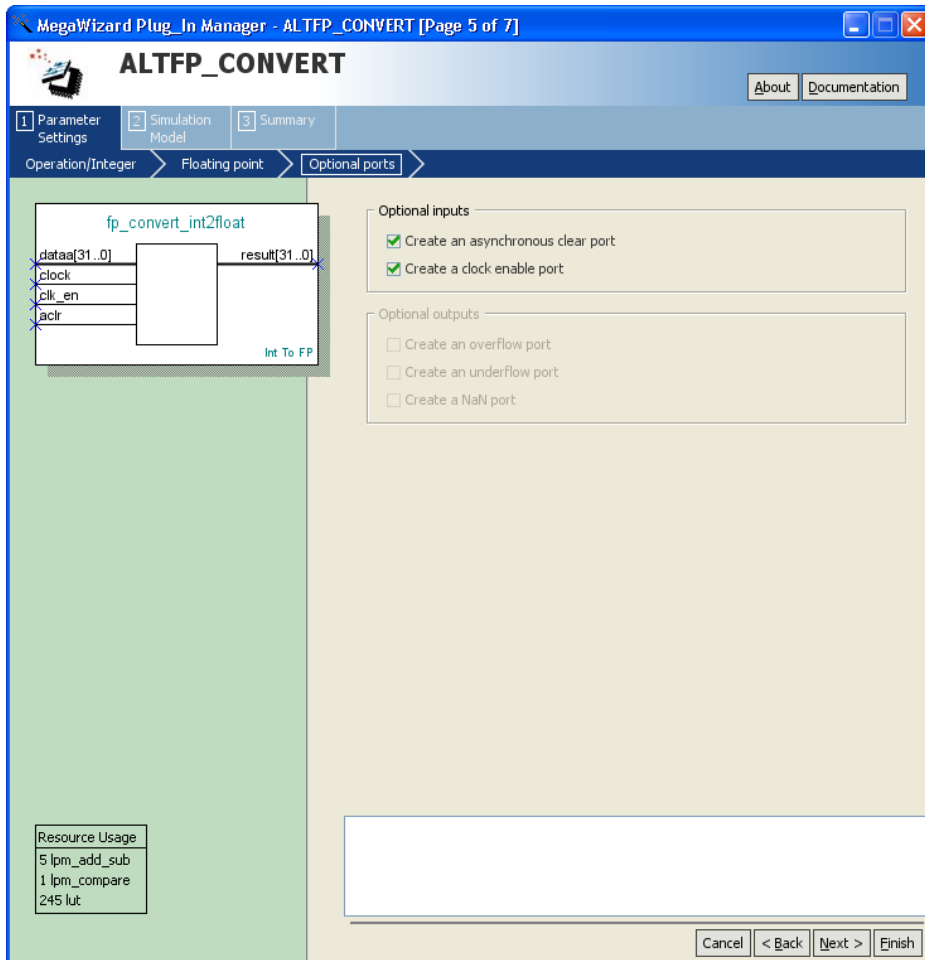 MegaWizard Plug_In Manager - ALTFP_CONVERT [Page 5 of 7]
ALTFP_CONVERT
About
Documentation
1 Parameter Settings
2 Simulation Model
3 Summary
Operation/Integer
Floating point
Optional ports
fp_convert_int2float
dataa[31..0]
result[31..0]
clock
clk_en
aclr
Int To FP
Optional inputs
Create an asynchronous clear port
Create a clock enable port
Optional outputs
Create an overflow port
Create an underflow port
Create a NaN port
Resource Usage
5 lpm_add_sub
1 lpm_compare
245 lut
Cancel
< Back
Next >
Finish